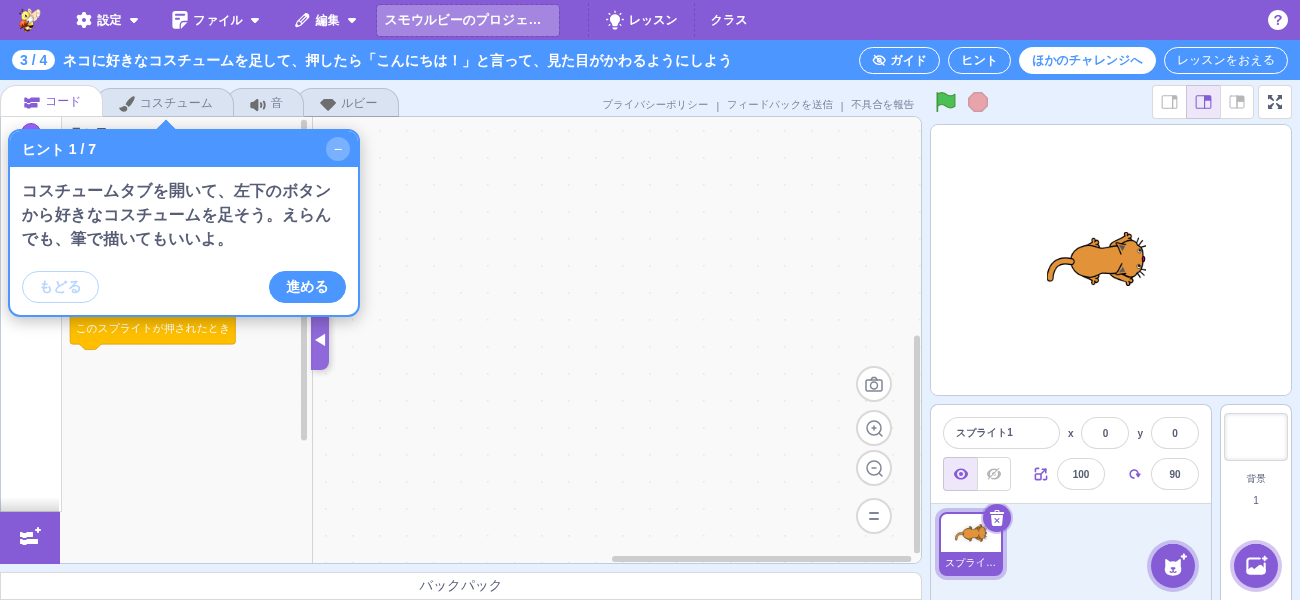 設定
ファイル
編集
スモウルビーのプロジェ…
レッスン
クラス
?
3 / 4
ネコに好きなコスチュームを足して、押したら「こんにちは！」と言って、見た目がかわるようにしよう
ガイド
ヒント
ほかのチャレンジへ
レッスンをおえる
コード
コスチューム
音
ルビー
プライバシーポリシー | フィードバックを送信 | 不具合を報告
ヒント 1 / 7
コスチュームタブを開いて、左下のボタン
から好きなコスチュームを足そう。えらん
でも、筆で描いてもいいよ。
もどる
進める
このスプライトが押されたとき
スプライト1
x
0
y
0
100
90
スプライ…
背景
1
バックパック